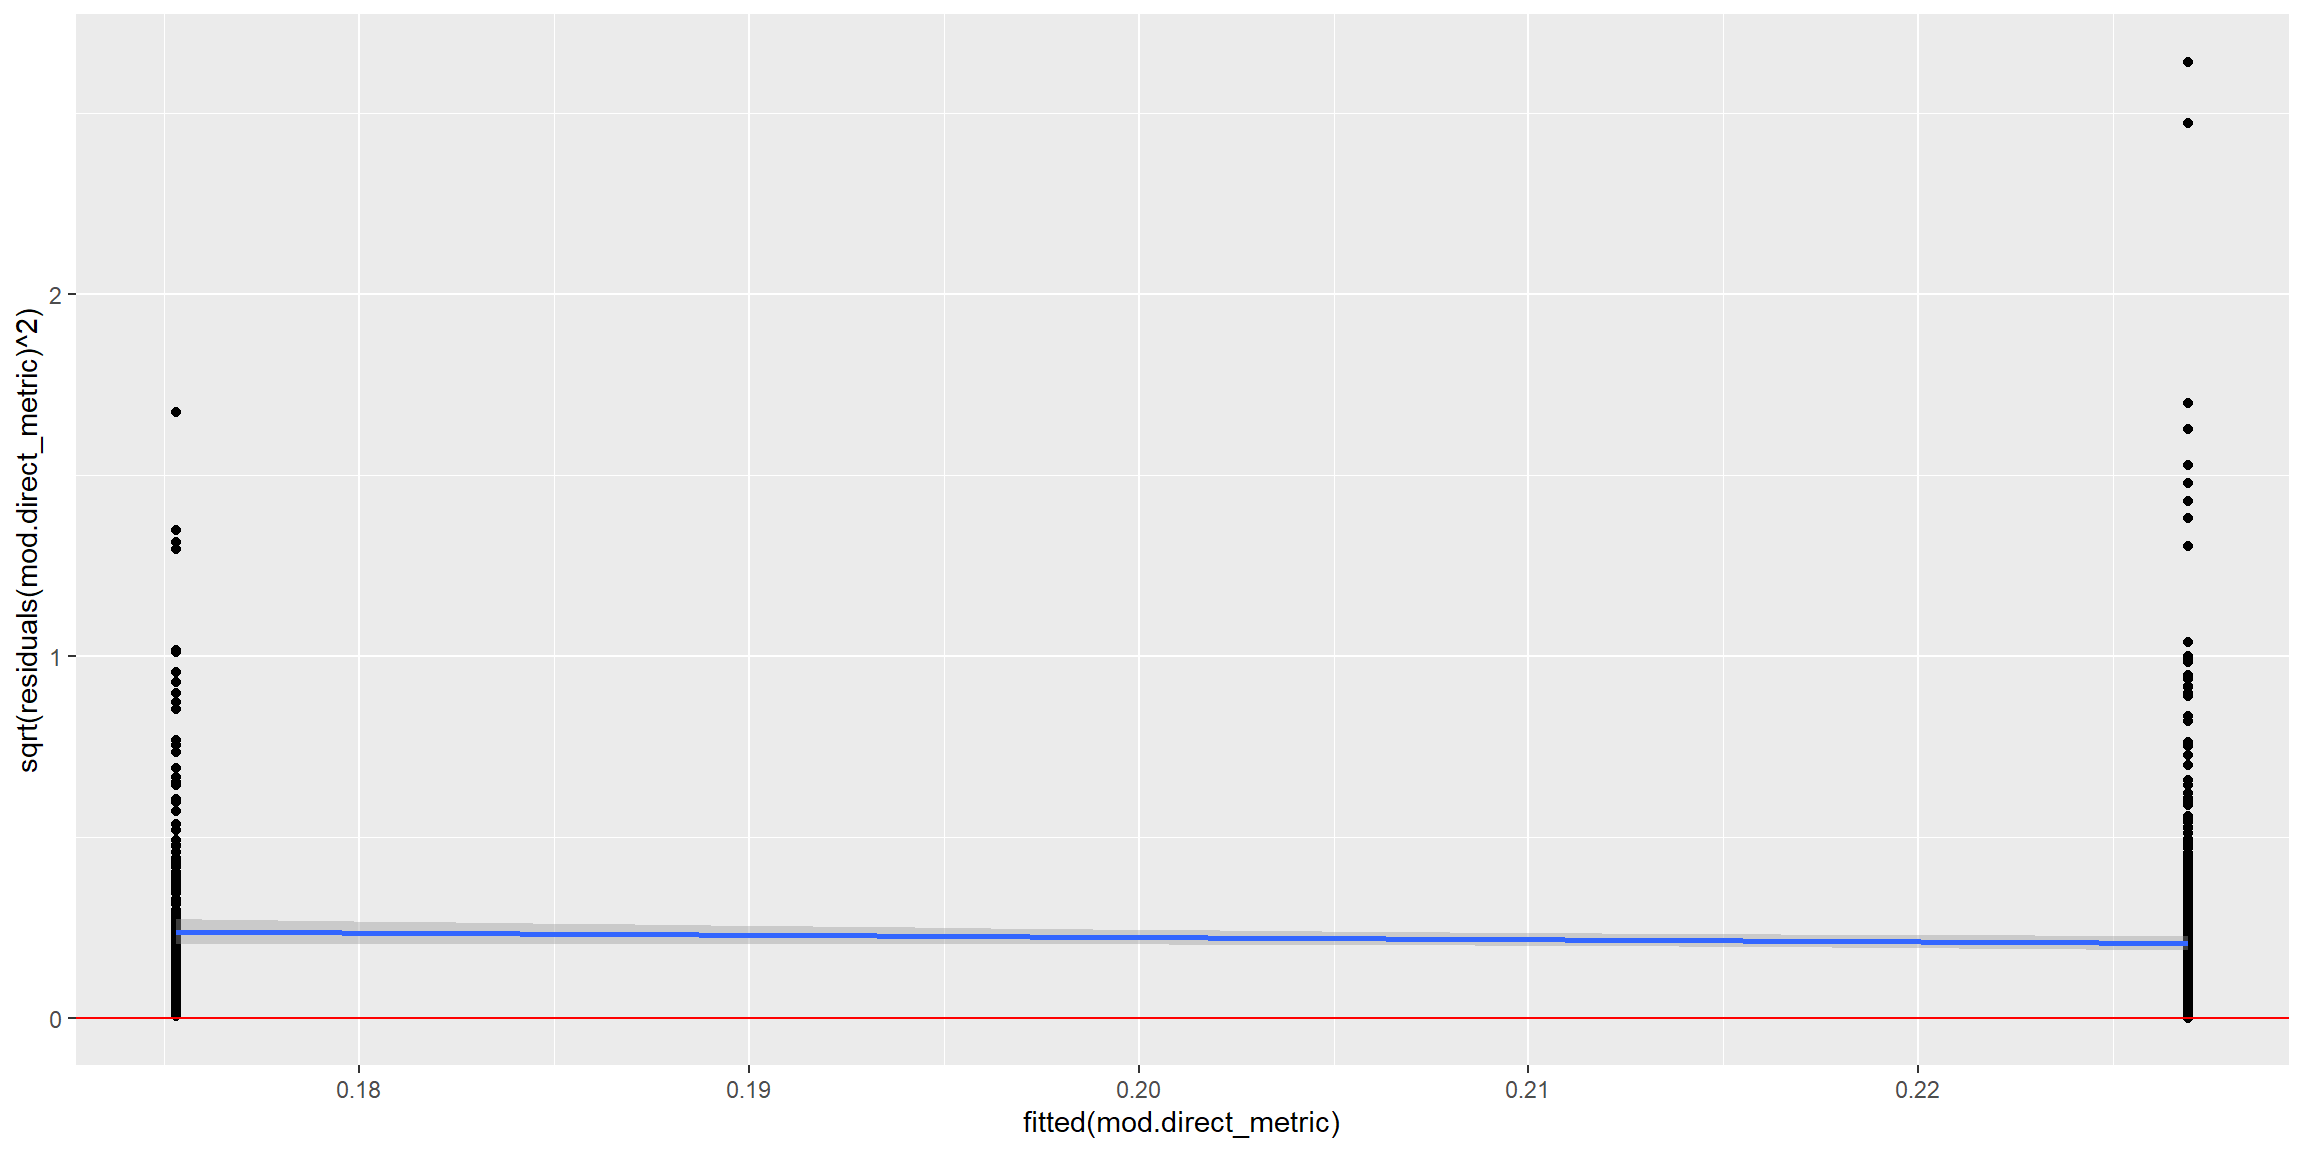 sqrt(residuals(mod.direct_metric)^2)
2
1
0
0.18 0.19 0.20 0.21 0.22
fitted(mod.direct_metric)